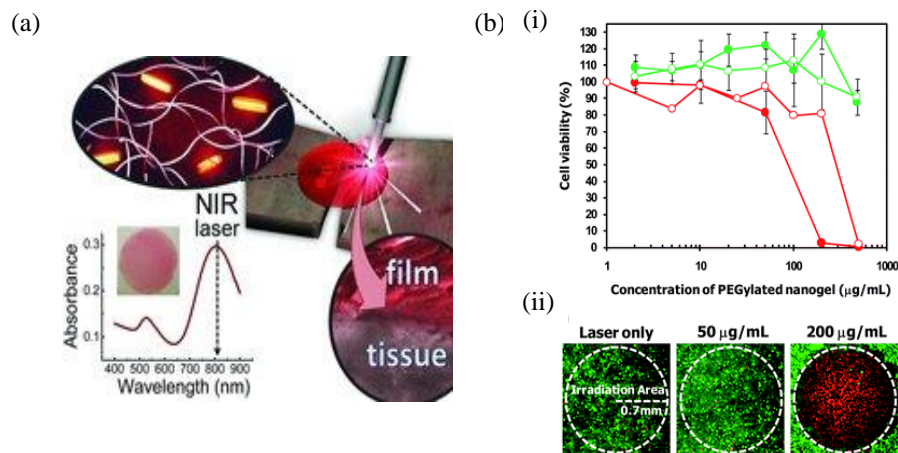 (a)
NIR
laser
film
tissue
Absorbance
0.3
0.2
0.1
400 500 600 700 800 900
Wavelength (nm)
(b)
(i)
Cell viability (%)
130
120
110
100
90
80
70
60
50
40
30
20
10
0
1 10 100 1000
Concentration of PEGylated nanogel (μg/mL)
(ii)
Laser only 50 μg/mL 200 μg/mL
Irradiation Area
0.7mm